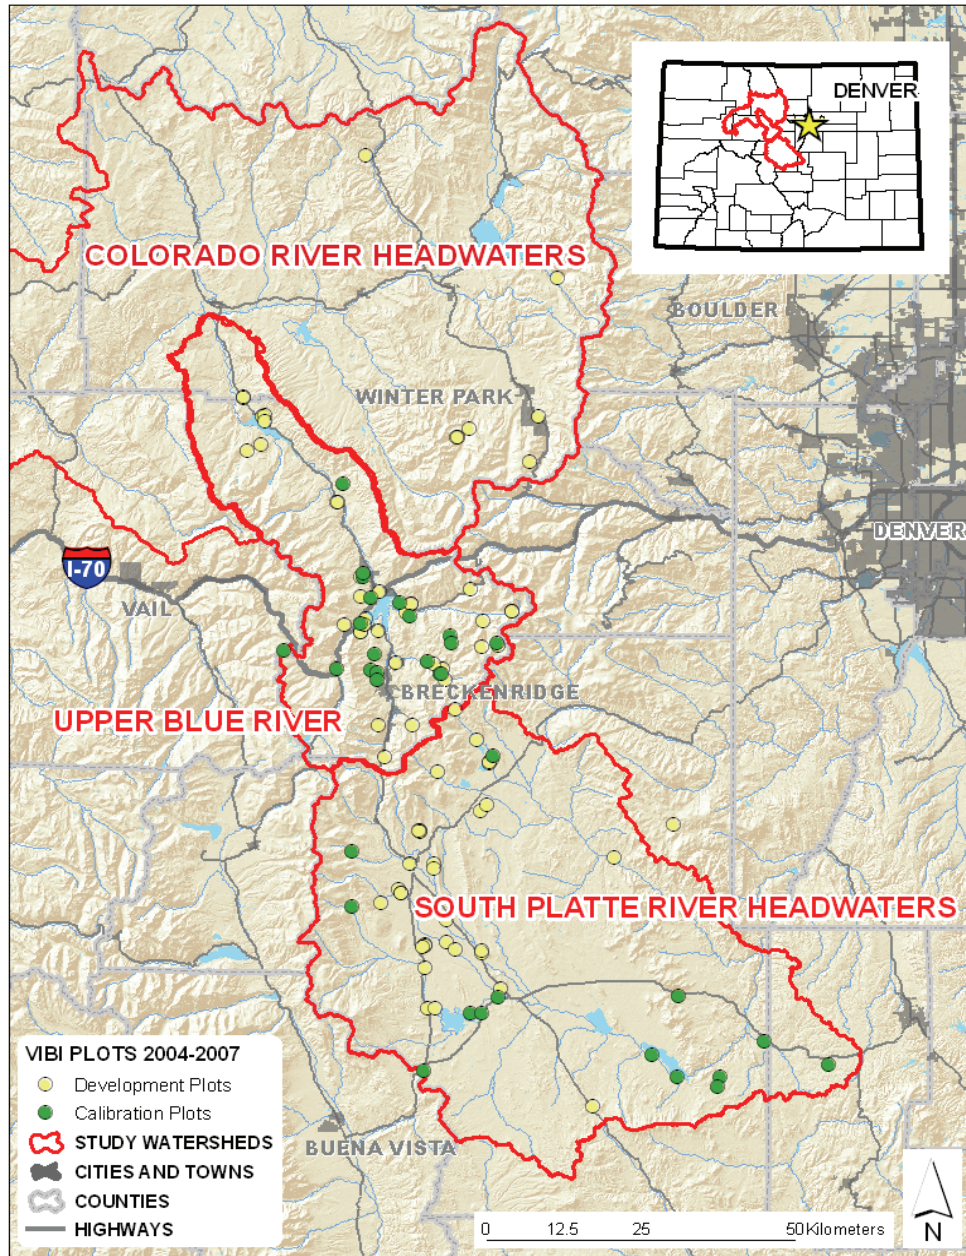 DENVER
COLORADO RIVER HEADWATERS
BOULDER
WINTER PARK
DENVER
I-70
VAIL
BRECKENRIDGE
UPPER BLUE RIVER
SOUTH PLATTE RIVER HEADWATERS
VIBI PLOTS 2004-2007
Development Plots
Calibration Plots
STUDY WATERSHEDS
CITIES AND TOWNS
COUNTIES
HIGHWAYS
BUENA VISTA
0 12.5 25 50 Kilometers
N